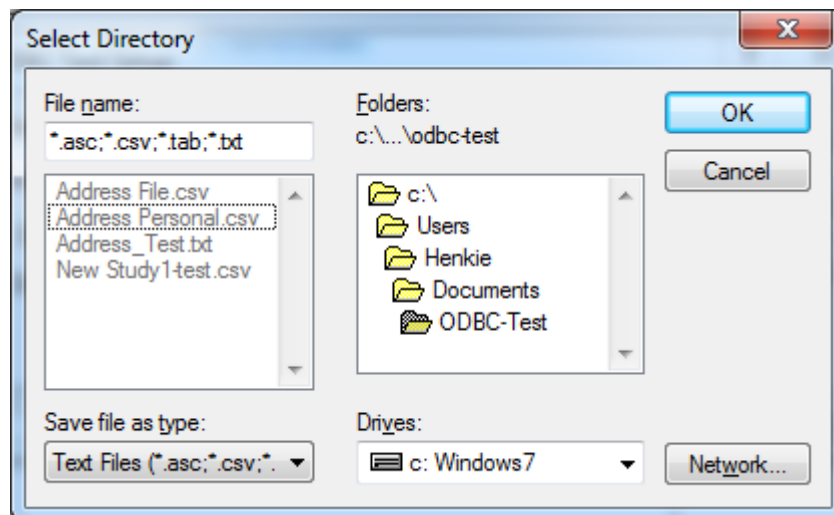 Select Directory
File name:
*.asc;*.csv;*.tab;*.txt
Address File.csv
Address Personal.csv
Address_Test.txt
New Study1-test.csv
Save file as type:
Text Files (*.asc;*.csv;*.
Folders:
c:\...\odbc-test
c:\
Users
Henkie
Documents
ODBC-Test
Drives:
c: Windows7
OK
Cancel
Network...